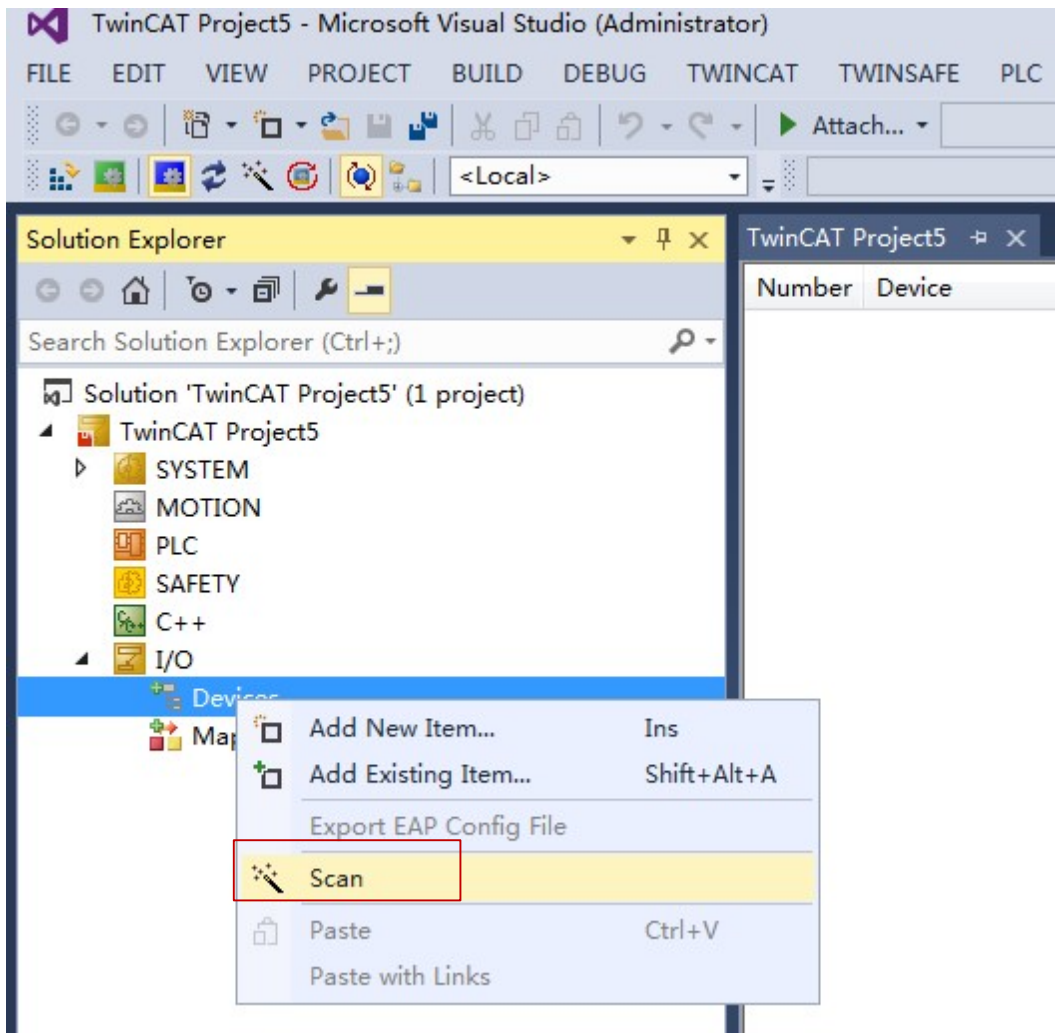 TwinCAT Project5 - Microsoft Visual Studio (Administrator)
FILE EDIT VIEW PROJECT BUILD DEBUG TWINCAT TWINSAFE PLC
Attach...
<Local>
Solution Explorer
TwinCAT Project5
Number Device
Search Solution Explorer (Ctrl+;)
Solution 'TwinCAT Project5' (1 project)
TwinCAT Project5
SYSTEM
MOTION
PLC
SAFETY
C++
I/O
Devices
Map
Add New Item... Ins
Add Existing Item... Shift+Alt+A
Export EAP Config File
Scan
Paste Ctrl+V
Paste with Links